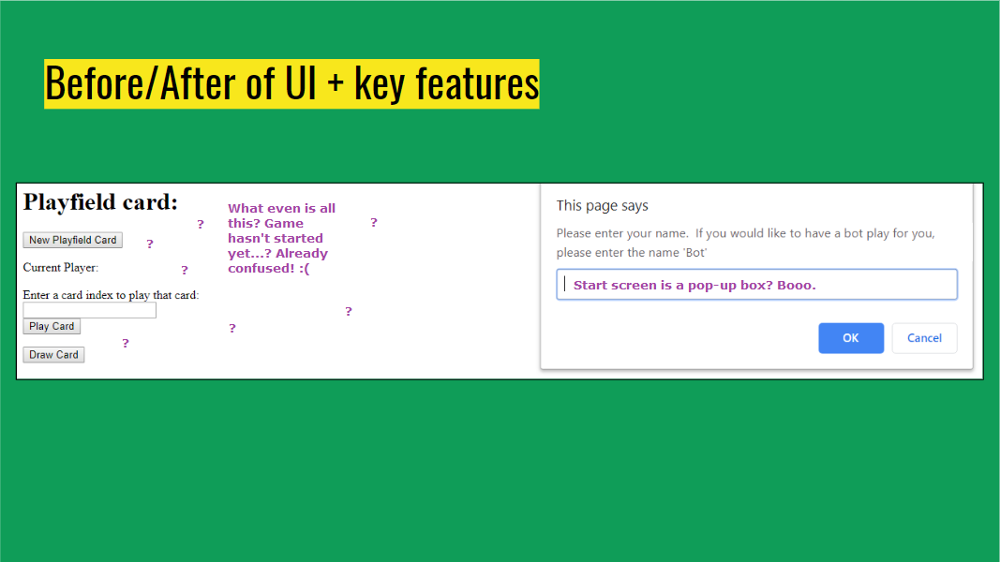 Before/After of UI + key features
Playfield card:
?
What even is all
this? Game
hasn't started
yet...? Already
confused! :(
?
New Playfield Card
?
Current Player:
?
Enter a card index to play that card:
?
Play Card
?
?
Draw Card
This page says
Please enter your name.  If you would like to have a bot play for you,
please enter the name 'Bot'
Start screen is a pop-up box? Booo.
OK
Cancel